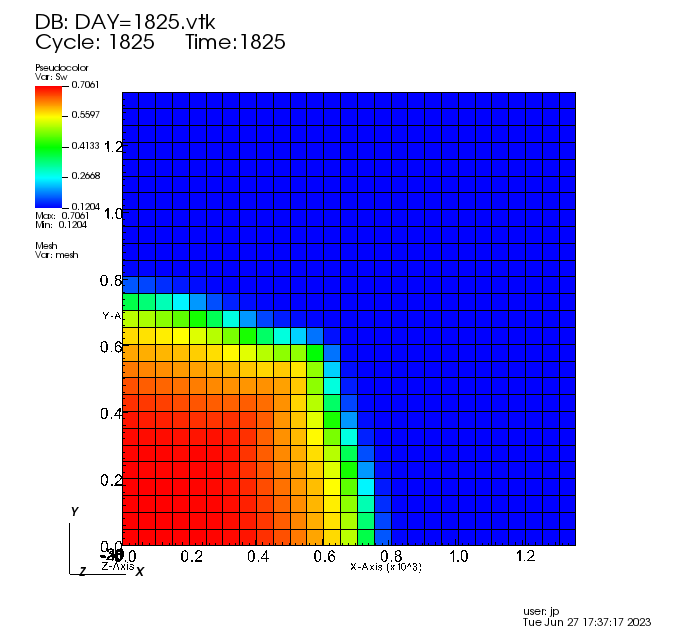 DB: DAY=1825.vtk
Cycle: 1825 Time:1825
Pseudocolor
Var: Sw
0.7061
0.5597
0.4133
0.2668
0.1204
Max: 0.7061
Min: 0.1204
Mesh
Var: mesh
1.2
1.0
0.8
Y-A
0.6
0.4
0.2
0.0
0.0 0.2 0.4 0.6 0.8 1.0 1.2
Z-Axis
X-Axis (x10^3)
Y
Z X
user: jp
Tue Jun 27 17:37:17 2023